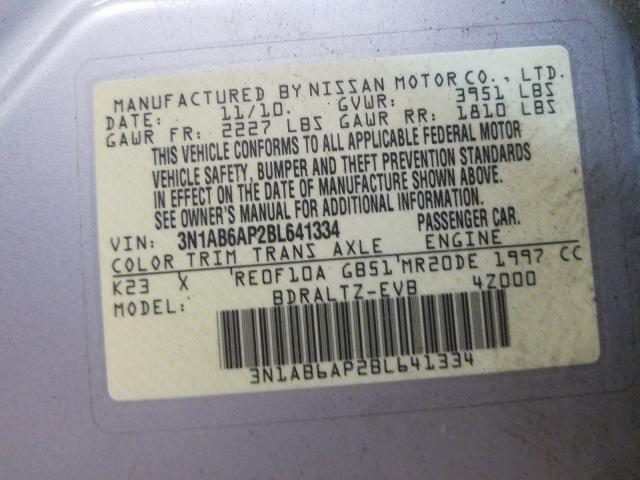 MANUFACTURED BY NISSAN MOTOR CO., LTD.
DATE: 11/10. GVWR: 3951 LBS
GAWR FR: 2227 LBS GAWR RR: 1810 LBS
THIS VEHICLE CONFORMS TO ALL APPLICABLE FEDERAL MOTOR
VEHICLE SAFETY, BUMPER AND THEFT PREVENTION STANDARDS
IN EFFECT ON THE DATE OF MANUFACTURE SHOWN ABOVE.
SEE OWNER'S MANUAL FOR ADDITIONAL INFORMATION.
VIN: 3N1AB6AP2BL641334 PASSENGER CAR.
COLOR TRIM TRANS AXLE ENGINE
K23 X RE0F10A GB51 MR20DE 1997 CC
MODEL: BDRALTZ-EVB 4Z000
3N1AB6AP2BL641334